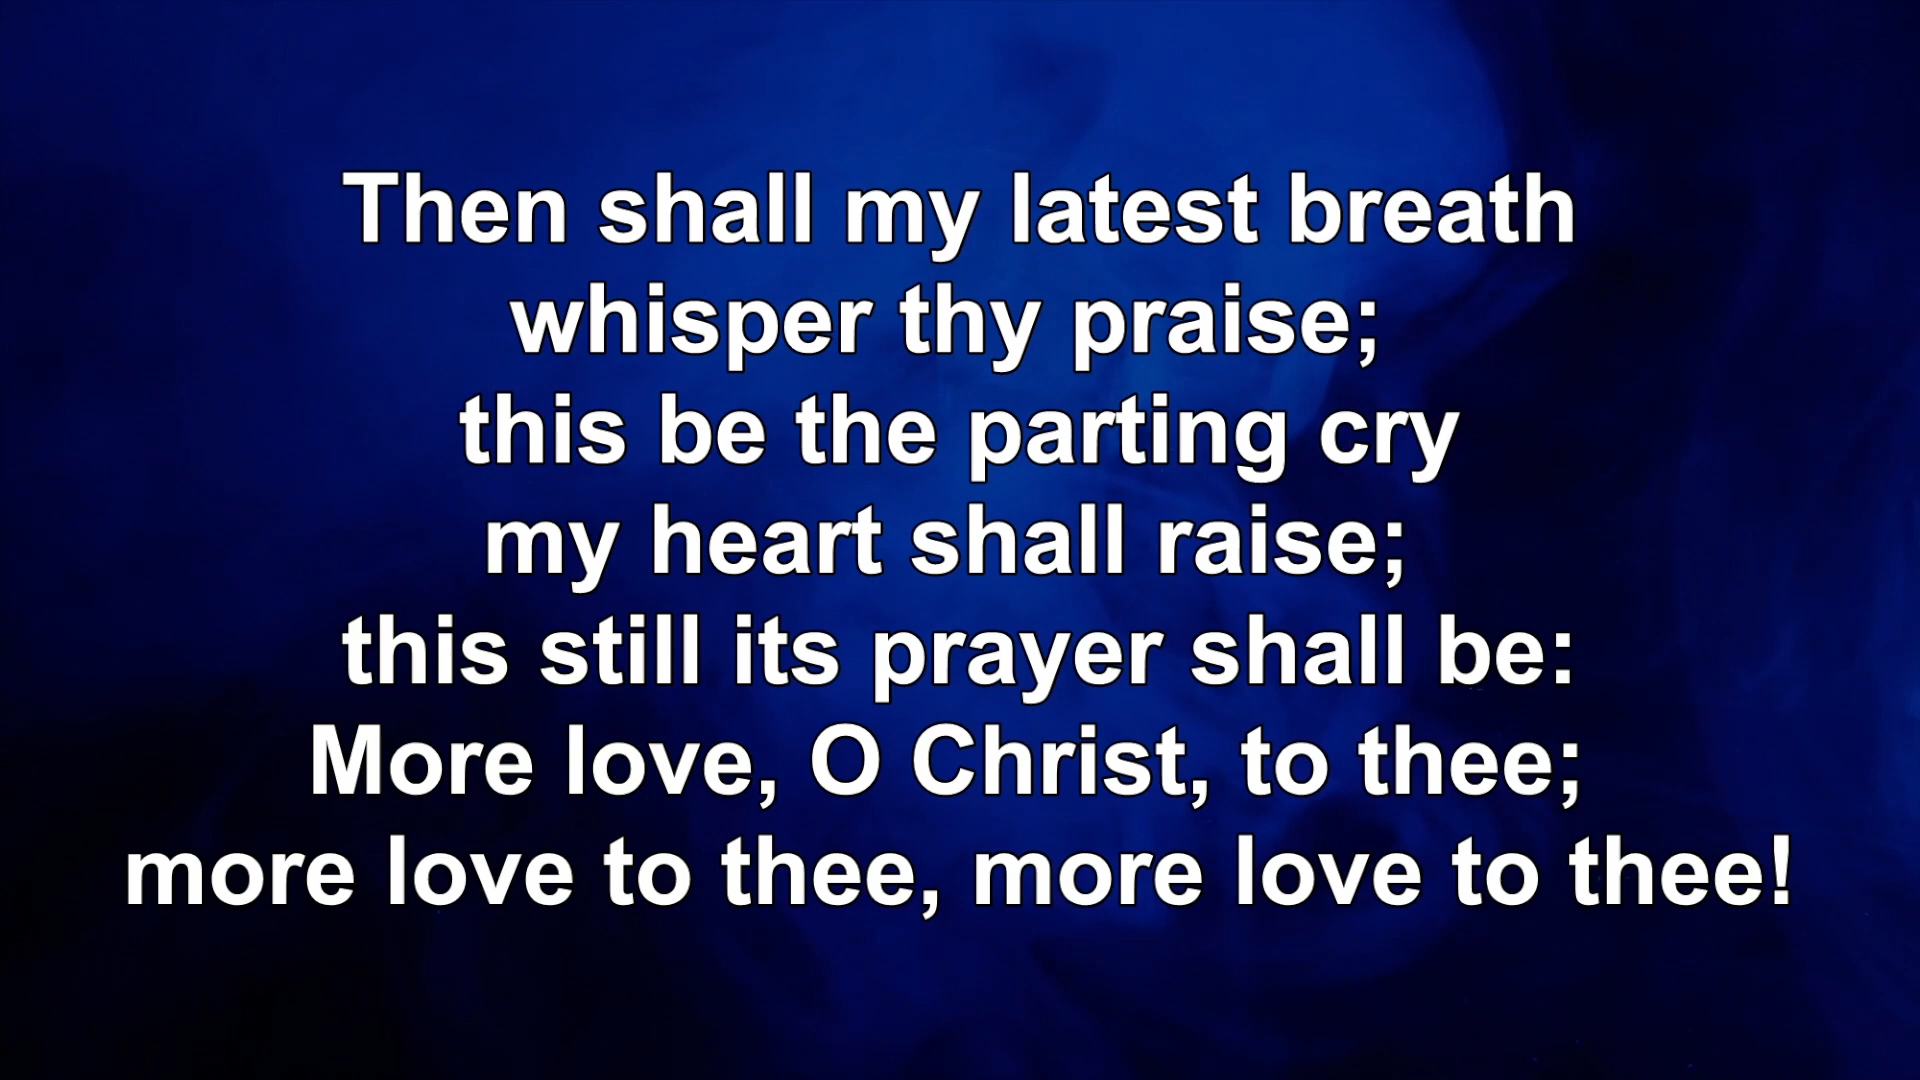 Then shall my latest breath
whisper thy praise;
this be the parting cry
my heart shall raise;
this still its prayer shall be:
More love, O Christ, to thee;
more love to thee, more love to thee!